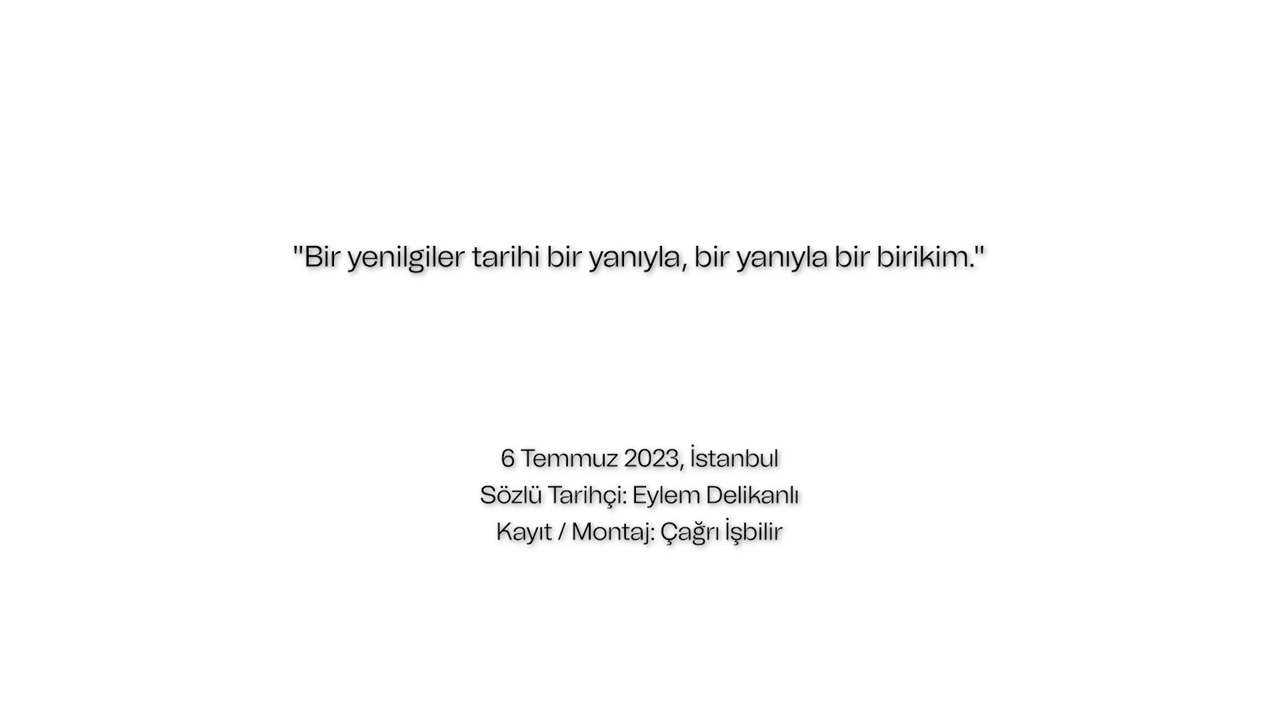 "Bir yenilgiler tarihi bir yanıyla, bir yanıyla bir birikim."
6 Temmuz 2023, İstanbul
Sözlü Tarihçi: Eylem Delikanlı
Kayıt / Montaj: Çağrı İşbilir